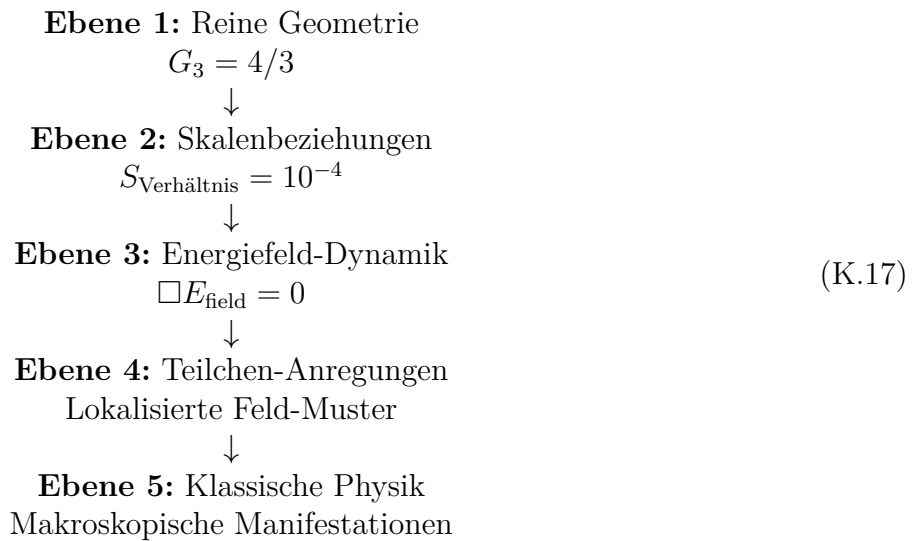 Ebene 1: Reine Geometrie
G₃ = 4/3
↓
Ebene 2: Skalenbeziehungen
S_Verhältnis = 10⁻⁴
↓
Ebene 3: Energiefeld-Dynamik
□E_field = 0
(K.17)
↓
Ebene 4: Teilchen-Anregungen
Lokalisierte Feld-Muster
↓
Ebene 5: Klassische Physik
Makroskopische Manifestationen